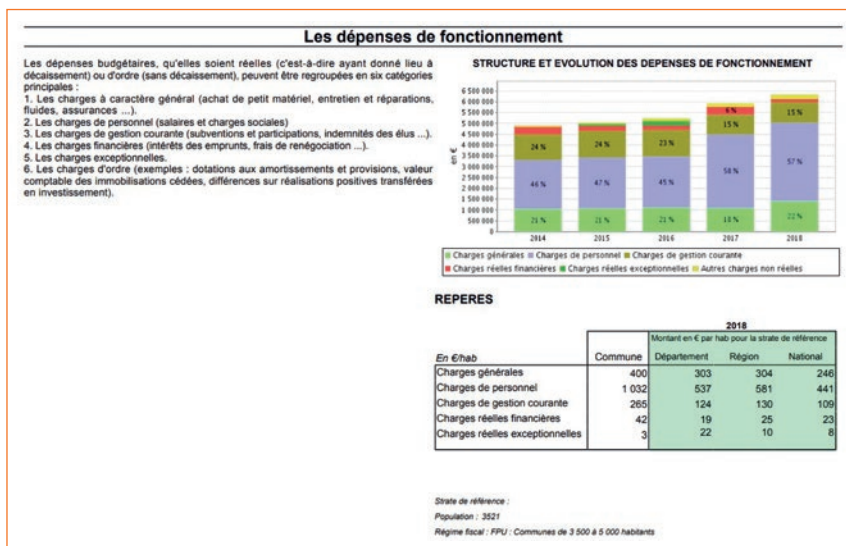 Les dépenses de fonctionnement
Les dépenses budgétaires, qu'elles soient réelles (c'est-à-dire ayant donné lieu à
décaissement) ou d'ordre (sans décaissement), peuvent être regroupées en six catégories
principales :
1. Les charges à caractère général (achat de petit matériel, entretien et réparations,
fluides, assurances ...).
2. Les charges de personnel (salaires et charges sociales)
3. Les charges de gestion courante (subventions et participations, indemnités des élus ...).
4. Les charges financières (intérêts des emprunts, frais de renégociation ...).
5. Les charges exceptionnelles.
6. Les charges d'ordre (exemples : dotations aux amortissements et provisions, valeur
comptable des immobilisations cédées, différences sur réalisations positives transférées
en investissement).
STRUCTURE ET EVOLUTION DES DEPENSES DE FONCTIONNEMENT
en €
6 500 000
6 000 000
5 500 000
5 000 000
4 500 000
4 000 000
3 500 000
3 000 000
2 500 000
2 000 000
1 500 000
1 000 000
500 000
0
6 %
24 % 24 % 23 % 15 % 15 %
46 % 47 % 45 % 58 % 57 %
21 % 21 % 21 % 18 % 22 %
2014 2015 2016 2017 2018
Charges générales Charges de personnel Charges de gestion courante
Charges réelles financières Charges réelles exceptionnelles Autres charges non réelles
REPERES
2018
Montant en € par hab pour la strate de référence
En €/hab Commune Département Région National
Charges générales 400 303 304 246
Charges de personnel 1 032 537 581 441
Charges de gestion courante 265 124 130 109
Charges réelles financières 42 19 25 23
Charges réelles exceptionnelles 3 22 10 8
Strate de référence :
Population : 3521
Régime fiscal : FPU : Communes de 3 500 à 5 000 habitants